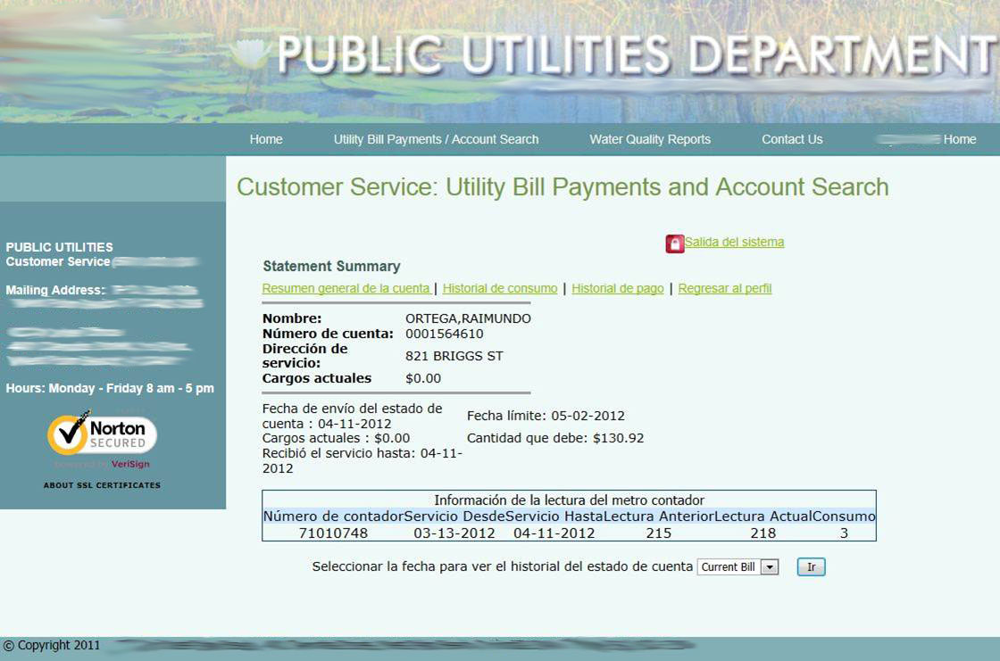 PUBLIC UTILITIES DEPARTMENT
Home Utility Bill Payments / Account Search Water Quality Reports Contact Us Home
Customer Service: Utility Bill Payments and Account Search
PUBLIC UTILITIES
Customer Service
Mailing Address:
Hours: Monday - Friday 8 am - 5 pm
Norton
SECURED
powered by VeriSign
ABOUT SSL CERTIFICATES
Salida del sistema
Statement Summary
Resumen general de la cuenta | Historial de consumo | Historial de pago | Regresar al perfil
Nombre: ORTEGA,RAIMUNDO
Número de cuenta: 0001564610
Dirección de
servicio: 821 BRIGGS ST
Cargos actuales $0.00
Fecha de envío del estado de
cuenta : 04-11-2012
Fecha límite: 05-02-2012
Cargos actuales : $0.00 Cantidad que debe: $130.92
Recibió el servicio hasta: 04-11-
2012
Información de la lectura del metro contador
Número de contador Servicio Desde Servicio Hasta Lectura Anterior Lectura Actual Consumo
71010748 03-13-2012 04-11-2012 215 218 3
Seleccionar la fecha para ver el historial del estado de cuenta Current Bill Ir
© Copyright 2011